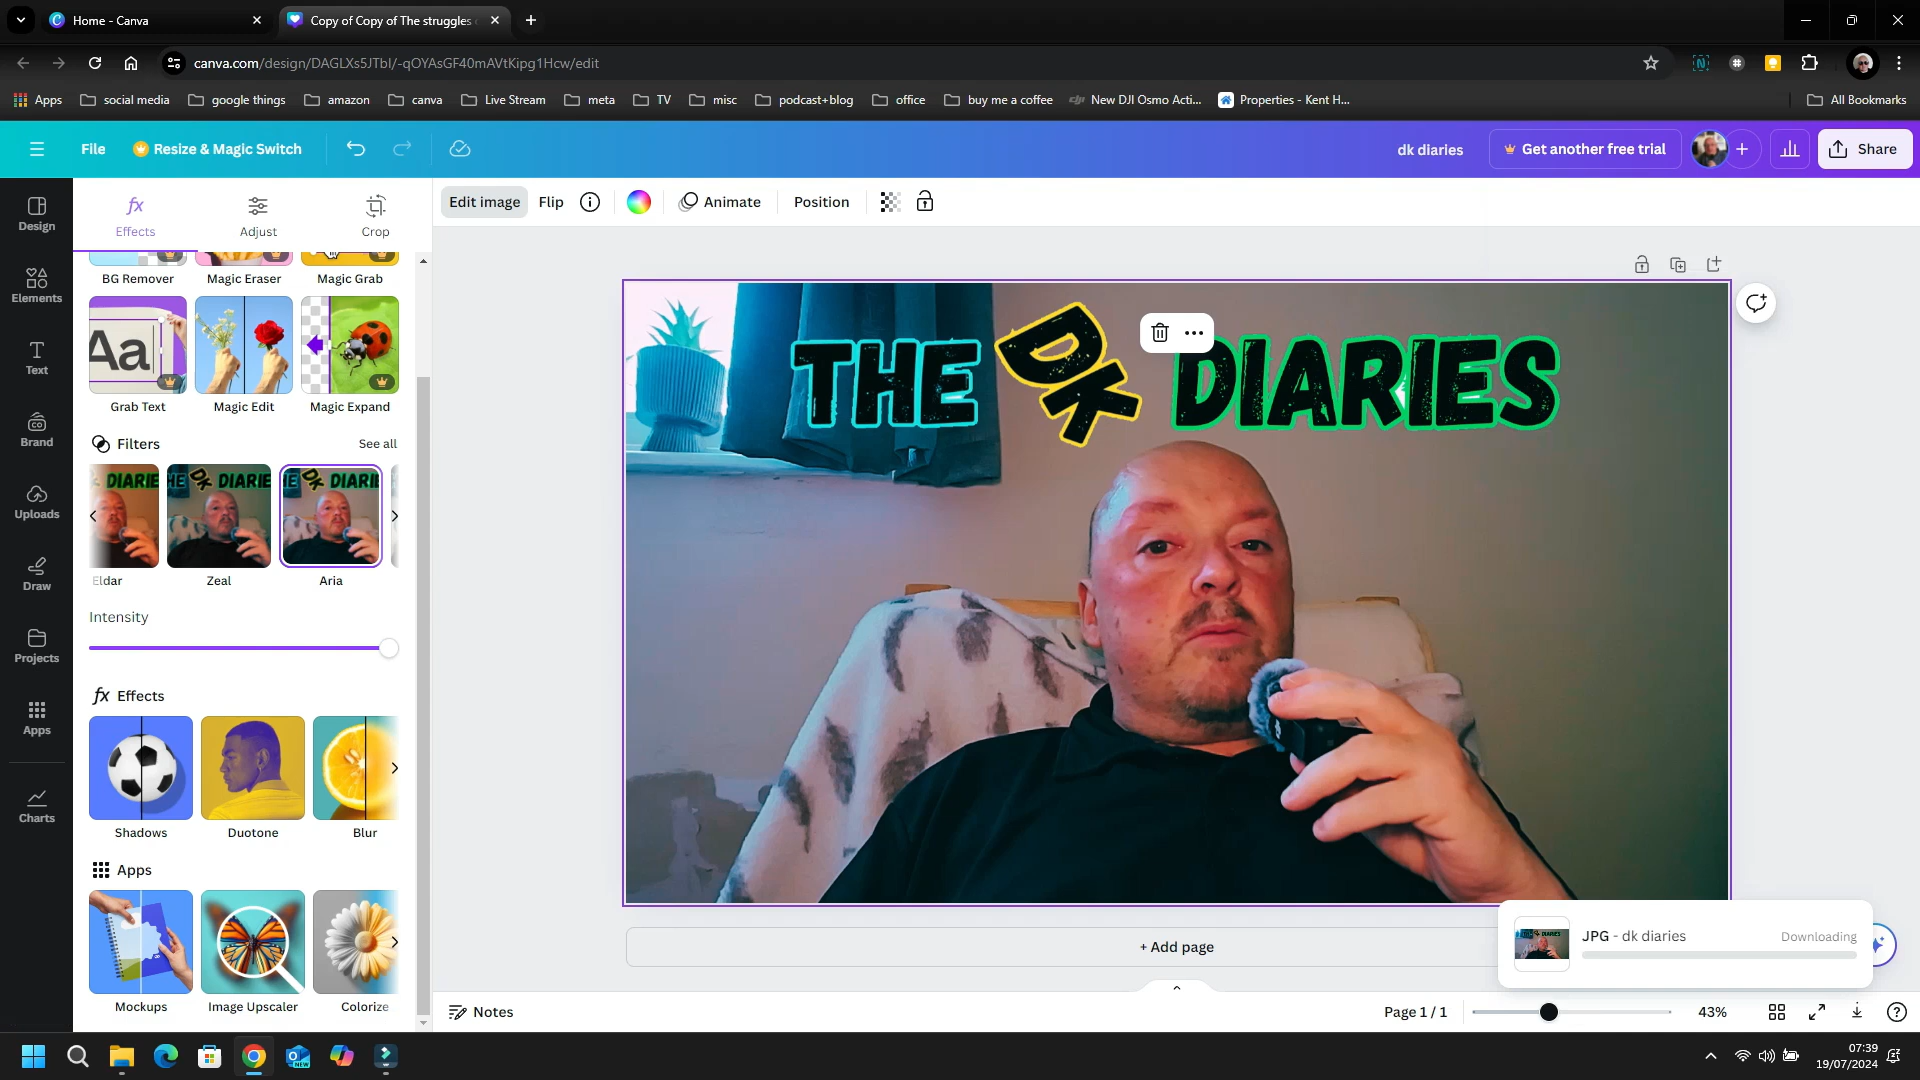 Home - Canva
Copy of Copy of The struggles
canva.com/design/DAGLXs5JTbI/-qOYAsGF40mAVtKipg1Hcw/edit
Apps
social media
google things
amazon
canva
Live Stream
meta
TV
misc
podcast+blog
office
buy me a coffee
New DJI Osmo Acti...
Properties - Kent H...
All Bookmarks
File
Resize & Magic Switch
dk diaries
Get another free trial
Share
Design
Elements
Text
Brand
Uploads
Draw
Projects
Apps
Charts
Effects
Adjust
Crop
BG Remover
Magic Eraser
Magic Grab
Aa
Grab Text
Magic Edit
Magic Expand
Filters
See all
Eldar
Zeal
Aria
Intensity
Effects
Shadows
Duotone
Blur
Apps
Mockups
Image Upscaler
Colorize
Edit image
Flip
Animate
Position
THE DK DIARIES
+ Add page
JPG - dk diaries
Downloading
Notes
Page 1 / 1
43%
07:39
19/07/2024